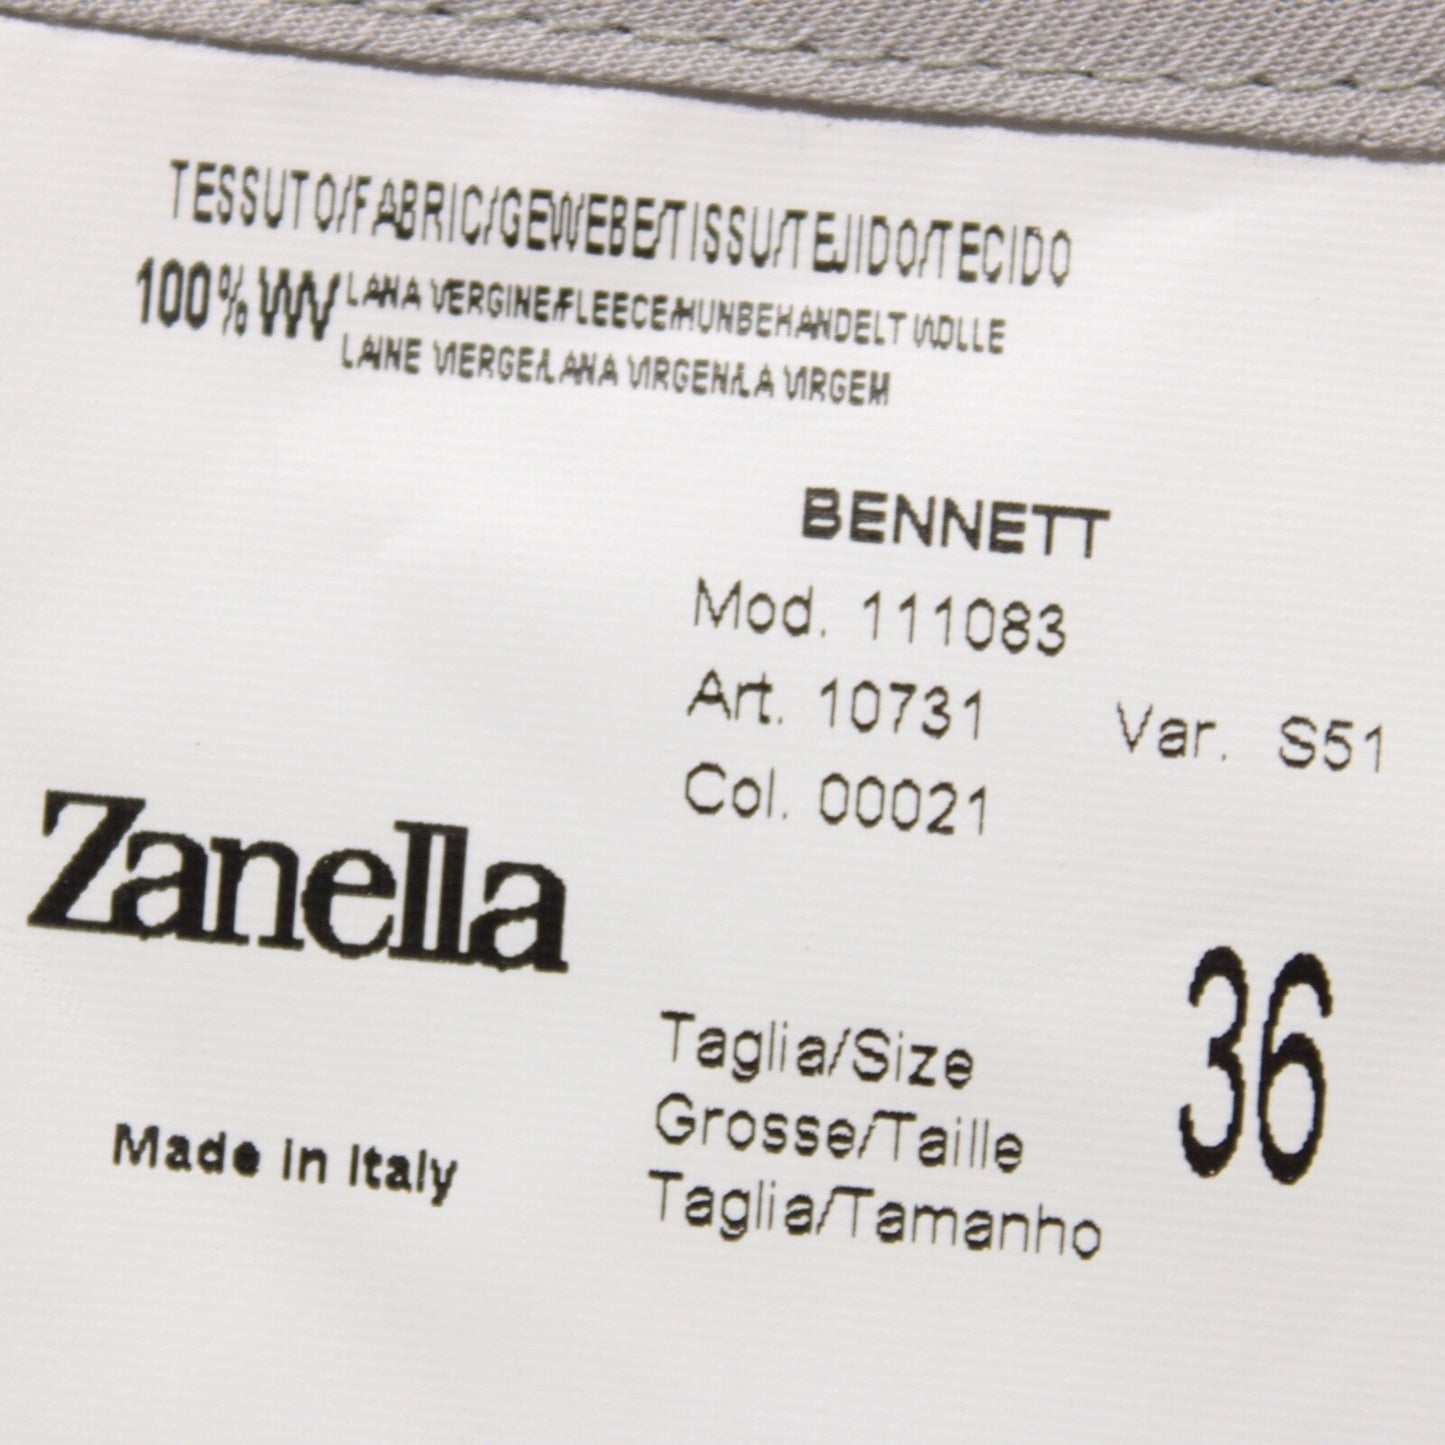 TESSUTO/FABRIC/GEWEBE/TISSU/TEJIDO/TECIDO
100% WV LANA VERGINE/FLEECE/HUNBEHANDELT WOLLE
LAINE VIERGE/LANA VIRGEN/LA VIRGEM
BENNETT
Mod. 111083
Art. 10731 Var. S51
Col. 00021
Zanella
Made in Italy
Taglia/Size
Grosse/Taille
Taglia/Tamanho
36